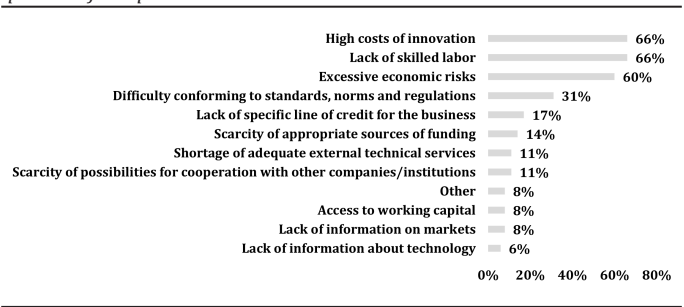 High costs of innovation 66%
Lack of skilled labor 66%
Excessive economic risks 60%
Difficulty conforming to standards, norms and regulations 31%
Lack of specific line of credit for the business 17%
Scarcity of appropriate sources of funding 14%
Shortage of adequate external technical services 11%
Scarcity of possibilities for cooperation with other companies/institutions 11%
Other 8%
Access to working capital 8%
Lack of information on markets 8%
Lack of information about technology 6%
0% 20% 40% 60% 80%